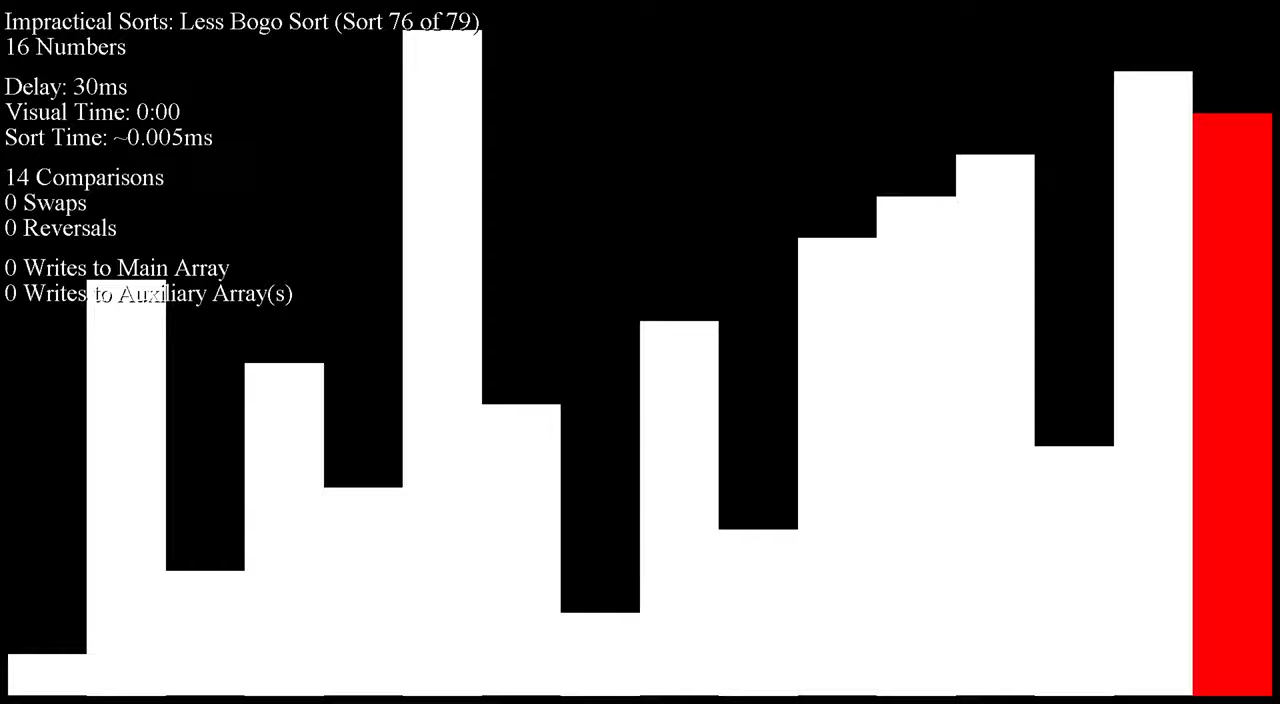 Impractical Sorts: Less Bogo Sort (Sort 76 of 79)
16 Numbers
Delay: 30ms
Visual Time: 0:00
Sort Time: ~0.005ms
14 Comparisons
0 Swaps
0 Reversals
0 Writes to Main Array
0 Writes to Auxiliary Array(s)